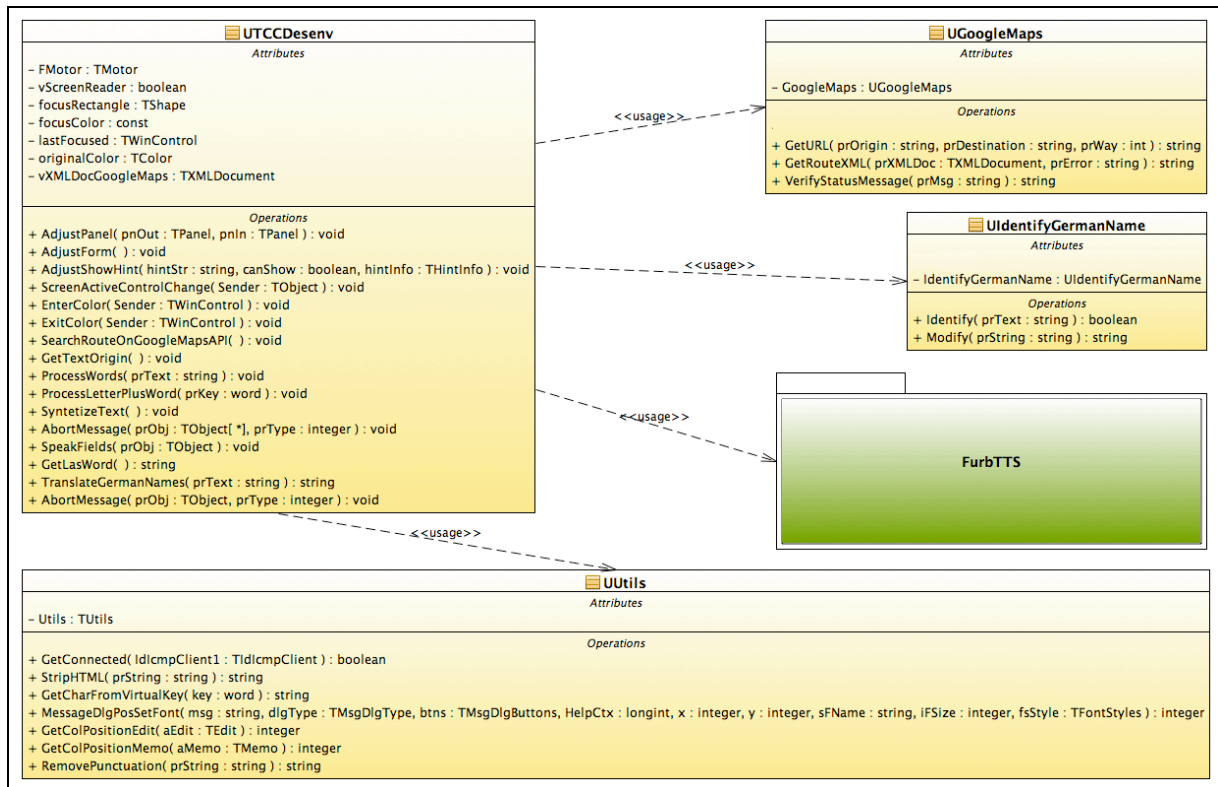 UTCCDesenv
Attributes
– FMotor : TMotor
– vScreenReader : boolean
– focusRectangle : TShape
– focusColor : const
– lastFocused : TWinControl
– originalColor : TColor
– vXMLDocGoogleMaps : TXMLDocument
Operations
+ AdjustPanel( pnOut : TPanel, pnIn : TPanel ) : void
+ AdjustForm( ) : void
+ AdjustShowHint( hintStr : string, canShow : boolean, hintInfo : THintInfo ) : void
+ ScreenActiveControlChange( Sender : TObject ) : void
+ EnterColor( Sender : TWinControl ) : void
+ ExitColor( Sender : TWinControl ) : void
+ SearchRouteOnGoogleMapsAPI( ) : void
+ GetTextOrigin( ) : void
+ ProcessWords( prText : string ) : void
+ ProcessLetterPlusWord( prKey : word ) : void
+ SyntetizeText( ) : void
+ AbortMessage( prObj : TObject[ *], prType : integer ) : void
+ SpeakFields( prObj : TObject ) : void
+ GetLasWord( ) : string
+ TranslateGermanNames( prText : string ) : string
+ AbortMessage( prObj : TObject, prType : integer ) : void
<<usage>>
UGoogleMaps
Attributes
– GoogleMaps : UGoogleMaps
Operations
+ GetURL( prOrigin : string, prDestination : string, prWay : int ) : string
+ GetRouteXML( prXMLDoc : TXMLDocument, prError : string ) : string
+ VerifyStatusMessage( prMsg : string ) : string
<<usage>>
UIdentifyGermanName
Attributes
– IdentifyGermanName : UIdentifyGermanName
Operations
+ Identify( prText : string ) : boolean
+ Modify( prString : string ) : string
<<usage>>
FurbTTS
<<usage>>
UUtils
Attributes
– Utils : TUtils
Operations
+ GetConnected( IdIcmpClient1 : TIdIcmpClient ) : boolean
+ StripHTML( prString : string ) : string
+ GetCharFromVirtualKey( key : word ) : string
+ MessageDlgPosSetFont( msg : string, dlgType : TMsgDlgType, btns : TMsgDlgButtons, HelpCtx : longint, x : integer, y : integer, sFName : string, iFSize : integer, fsStyle : TFontStyles ) : integer
+ GetColPositionEdit( aEdit : TEdit ) : integer
+ GetColPositionMemo( aMemo : TMemo ) : integer
+ RemovePunctuation( prString : string ) : string